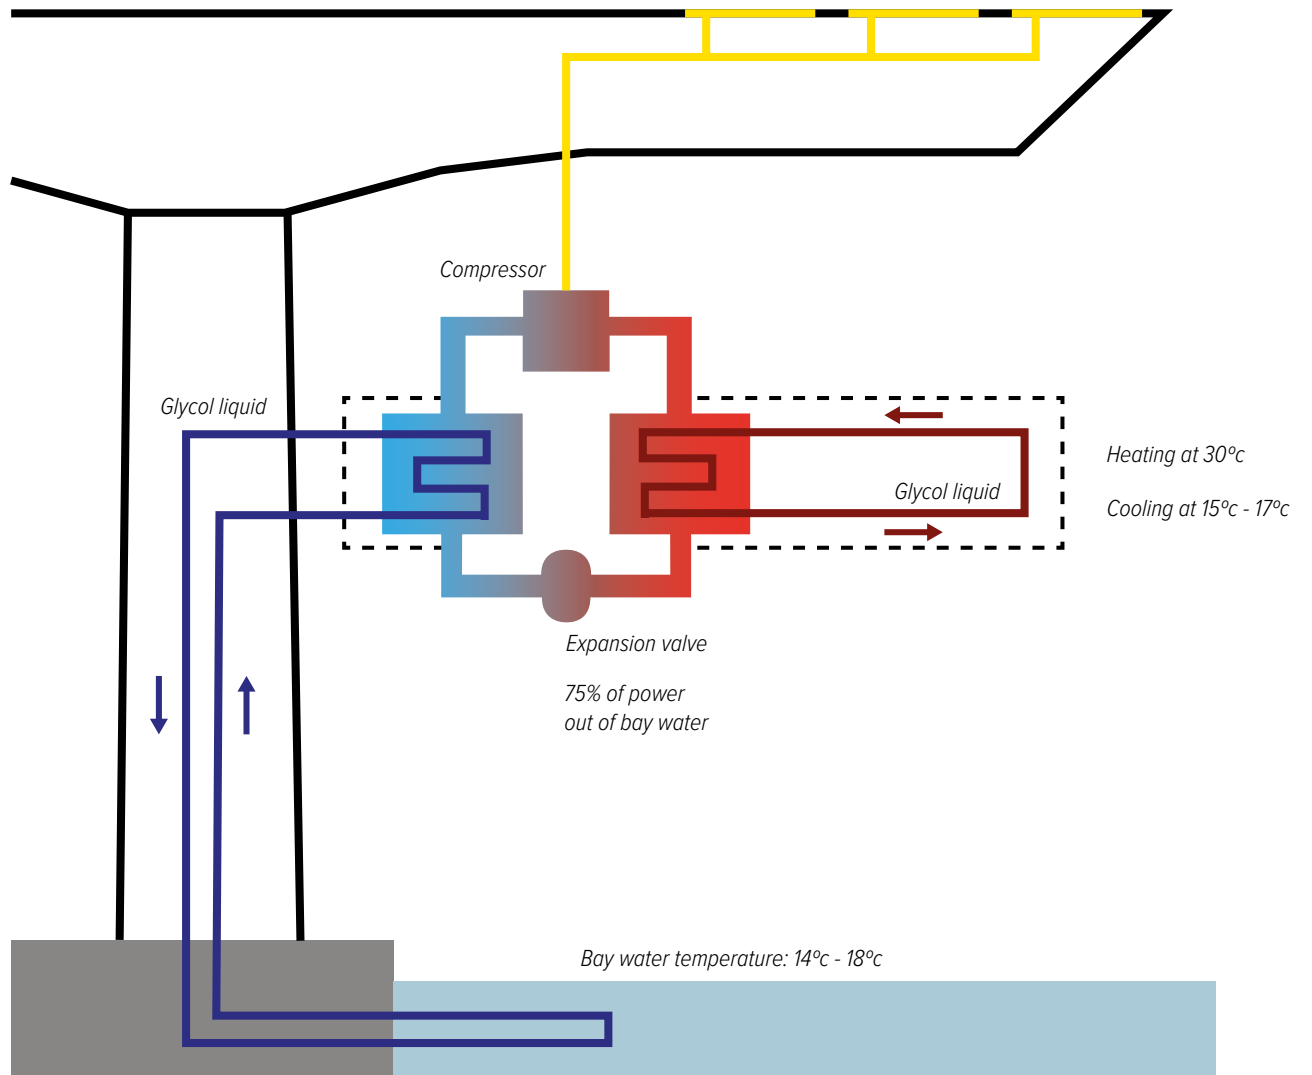 Compressor
Glycol liquid
Heating at 30ºc
Glycol liquid
Cooling at 15ºc - 17ºc
Expansion valve
75% of power
out of bay water
Bay water temperature: 14ºc - 18ºc